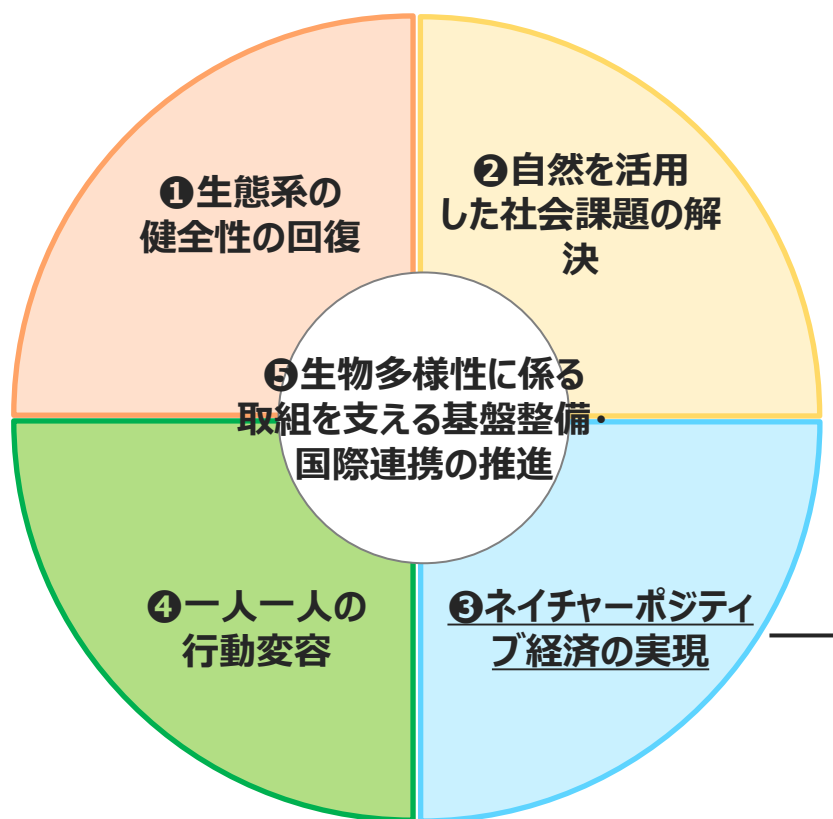 ❶生態系の
健全性の回復
❷自然を活用
した社会課題の解
決
❺生物多様性に係る
取組を支える基盤整備・
国際連携の推進
❹一人一人の
行動変容
❸ネイチャーポジティ
ブ経済の実現